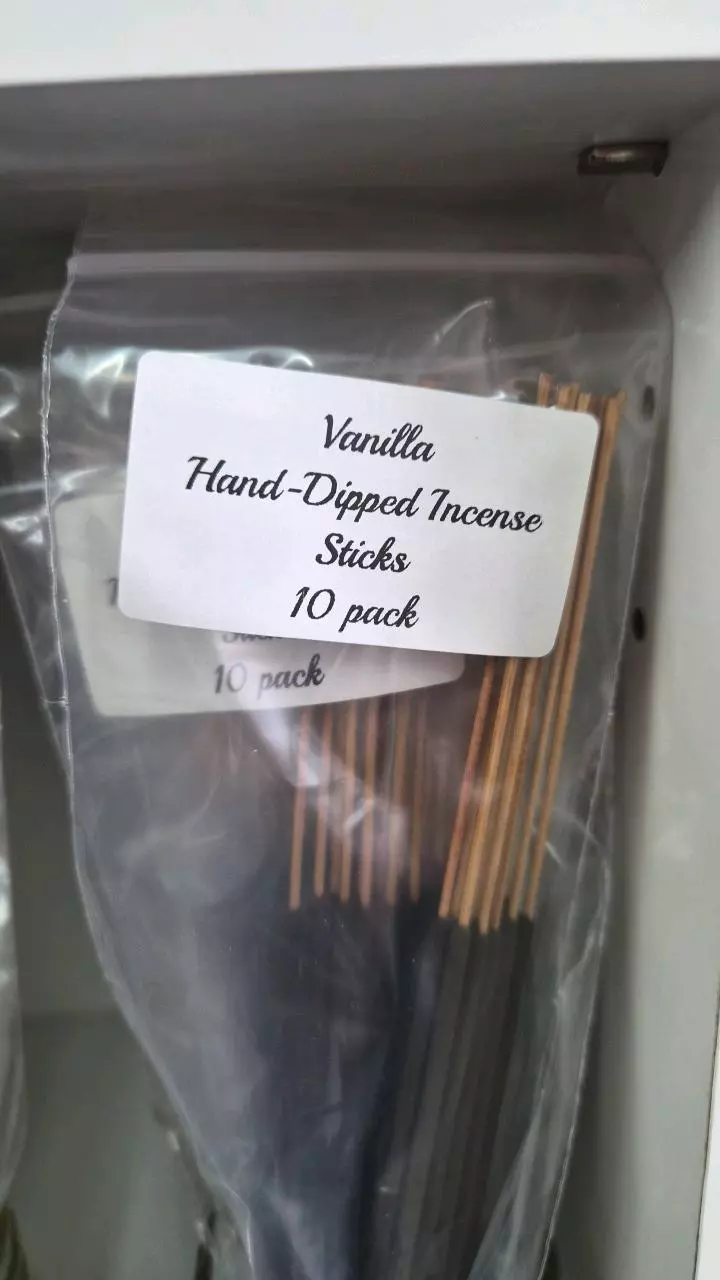 Vanilla
Hand-Dipped Incense
Sticks
10 pack
10 pack